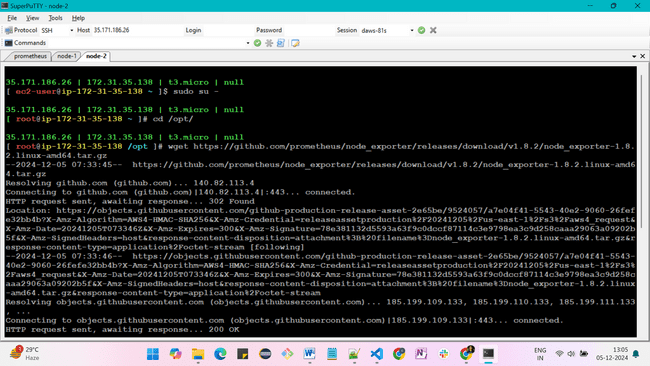 SuperPuTTY - node-2
File View Tools Help
Protocol SSH Host 35.171.186.26 Login Password Session daws-81s
Commands
prometheus node-1 node-2
35.171.186.26 | 172.31.35.138 | t3.micro | null
[ ec2-user@ip-172-31-35-138 ~ ]$ sudo su -
35.171.186.26 | 172.31.35.138 | t3.micro | null
[ root@ip-172-31-35-138 ~ ]# cd /opt/
35.171.186.26 | 172.31.35.138 | t3.micro | null
[ root@ip-172-31-35-138 /opt ]# wget https://github.com/prometheus/node_exporter/releases/download/v1.8.2/node_exporter-1.8.
2.linux-amd64.tar.gz
--2024-12-05 07:33:45-- https://github.com/prometheus/node_exporter/releases/download/v1.8.2/node_exporter-1.8.2.linux-amd6
4.tar.gz
Resolving github.com (github.com)... 140.82.113.4
Connecting to github.com (github.com)|140.82.113.4|:443... connected.
HTTP request sent, awaiting response... 302 Found
Location: https://objects.githubusercontent.com/github-production-release-asset-2e65be/9524057/a7e04f41-5543-40e2-9060-26fef
e32bb4b?X-Amz-Algorithm=AWS4-HMAC-SHA256&X-Amz-Credential=releaseassetproduction%2F20241205%2Fus-east-1%2Fs3%2Faws4_request&
X-Amz-Date=20241205T073346Z&X-Amz-Expires=300&X-Amz-Signature=78e381132d5593a63f9c0dccf87114c3e9798ea3c9d258caaa29063a09202b
5f&X-Amz-SignedHeaders=host&response-content-disposition=attachment%3B%20filename%3Dnode_exporter-1.8.2.linux-amd64.tar.gz&r
esponse-content-type=application%2Foctet-stream [following]
--2024-12-05 07:33:46-- https://objects.githubusercontent.com/github-production-release-asset-2e65be/9524057/a7e04f41-5543-
40e2-9060-26fefe32bb4b?X-Amz-Algorithm=AWS4-HMAC-SHA256&X-Amz-Credential=releaseassetproduction%2F20241205%2Fus-east-1%2Fs3%
2Faws4_request&X-Amz-Date=20241205T073346Z&X-Amz-Expires=300&X-Amz-Signature=78e381132d5593a63f9c0dccf87114c3e9798ea3c9d258c
aaa29063a09202b5f&X-Amz-SignedHeaders=host&response-content-disposition=attachment%3B%20filename%3Dnode_exporter-1.8.2.linux
-amd64.tar.gz&response-content-type=application%2Foctet-stream
Resolving objects.githubusercontent.com (objects.githubusercontent.com)... 185.199.109.133, 185.199.110.133, 185.199.111.133
, ...
Connecting to objects.githubusercontent.com (objects.githubusercontent.com)|185.199.109.133|:443... connected.
HTTP request sent, awaiting response... 200 OK
29°C
Haze
ENG
IN
13:05
05-12-2024